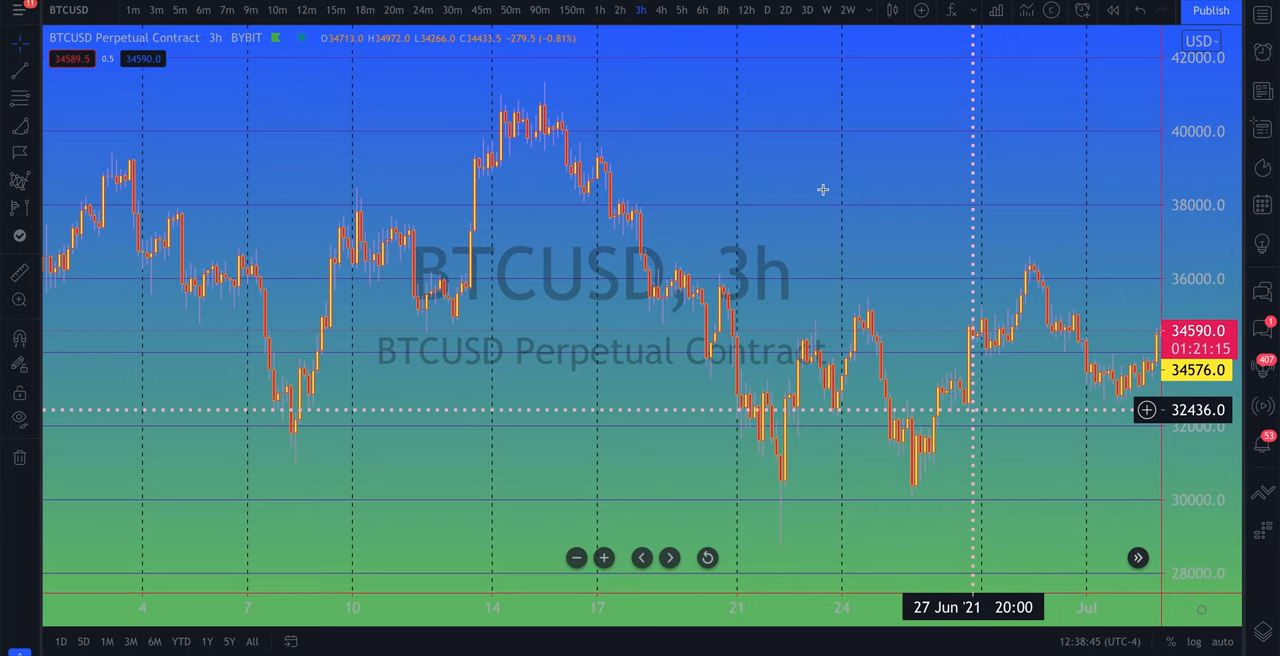 11
BTCUSD 1m 3m 5m 6m 7m 9m 10m 12m 15m 18m 20m 24m 30m 45m 50m 90m 150m 1h 2h 3h 4h 5h 6h 8h 12h D 2D 3D W 2W Publish
BTCUSD Perpetual Contract · 3h · BYBIT O34713.0 H34972.0 L34266.0 C34433.5 -279.5 (-0.81%) USD
34589.5 0.5 34590.0
42000.0
40000.0
38000.0
BTCUSD, 3h
BTCUSD Perpetual Contract
36000.0
34590.0
01:21:15
34576.0
32436.0
32000.0
30000.0
28000.0
1
407
53
4 7 10 14 17 21 24 27 Jun '21 20:00 Jul
1D 5D 1M 3M 6M YTD 1Y 5Y All 12:38:45 (UTC-4) % log auto